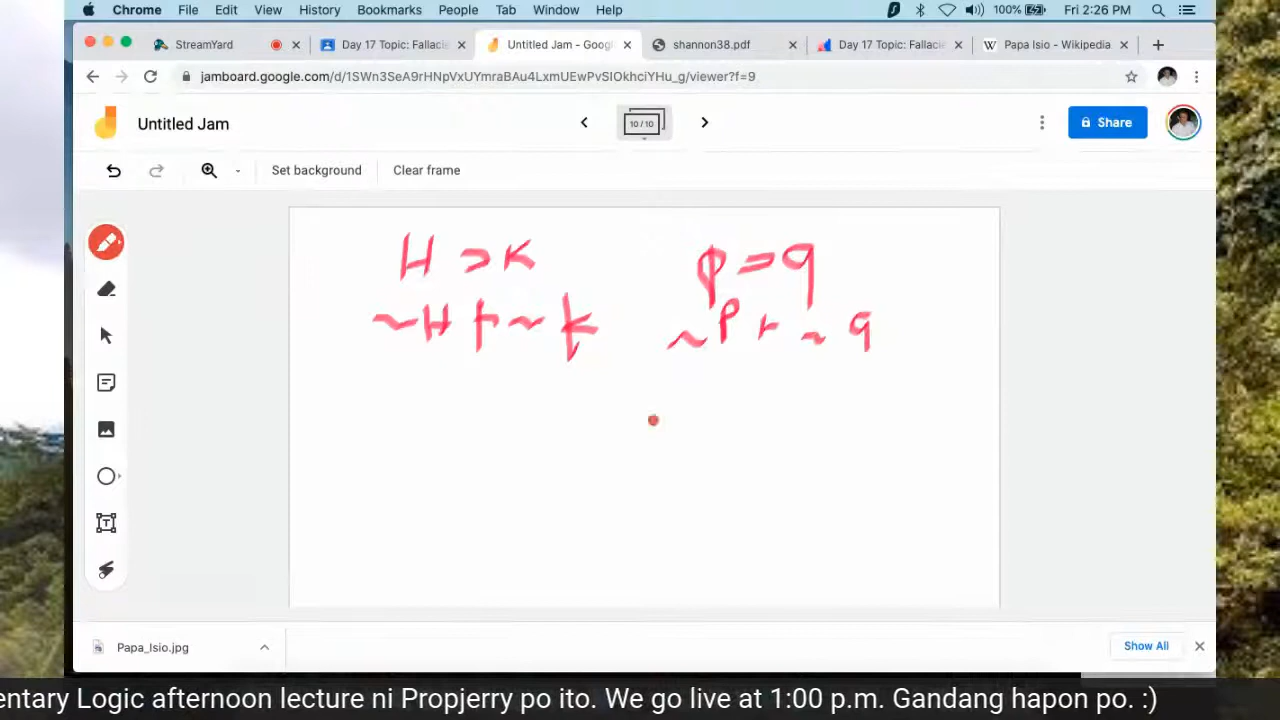 Chrome File Edit View History Bookmarks People Tab Window Help 100% Fri 2:26 PM
StreamYard Day 17 Topic: Fallacie Untitled Jam - Goog shannon38.pdf Day 17 Topic: Fallacie Papa Isio - Wikipedia
jamboard.google.com/d/1SWn3SeA9rHNpVxUYmraBAu4LxmUEwPvSIOkhciYHu_g/viewer?f=9
Untitled Jam 10/10 Share
Set background Clear frame
H ⊃ K p = q
~H ⊢ ~ K ~P ⊢ ~ q
Papa_Isio.jpg Show All
entary Logic afternoon lecture ni Propjerry po ito. We go live at 1:00 p.m. Gandang hapon po. :)